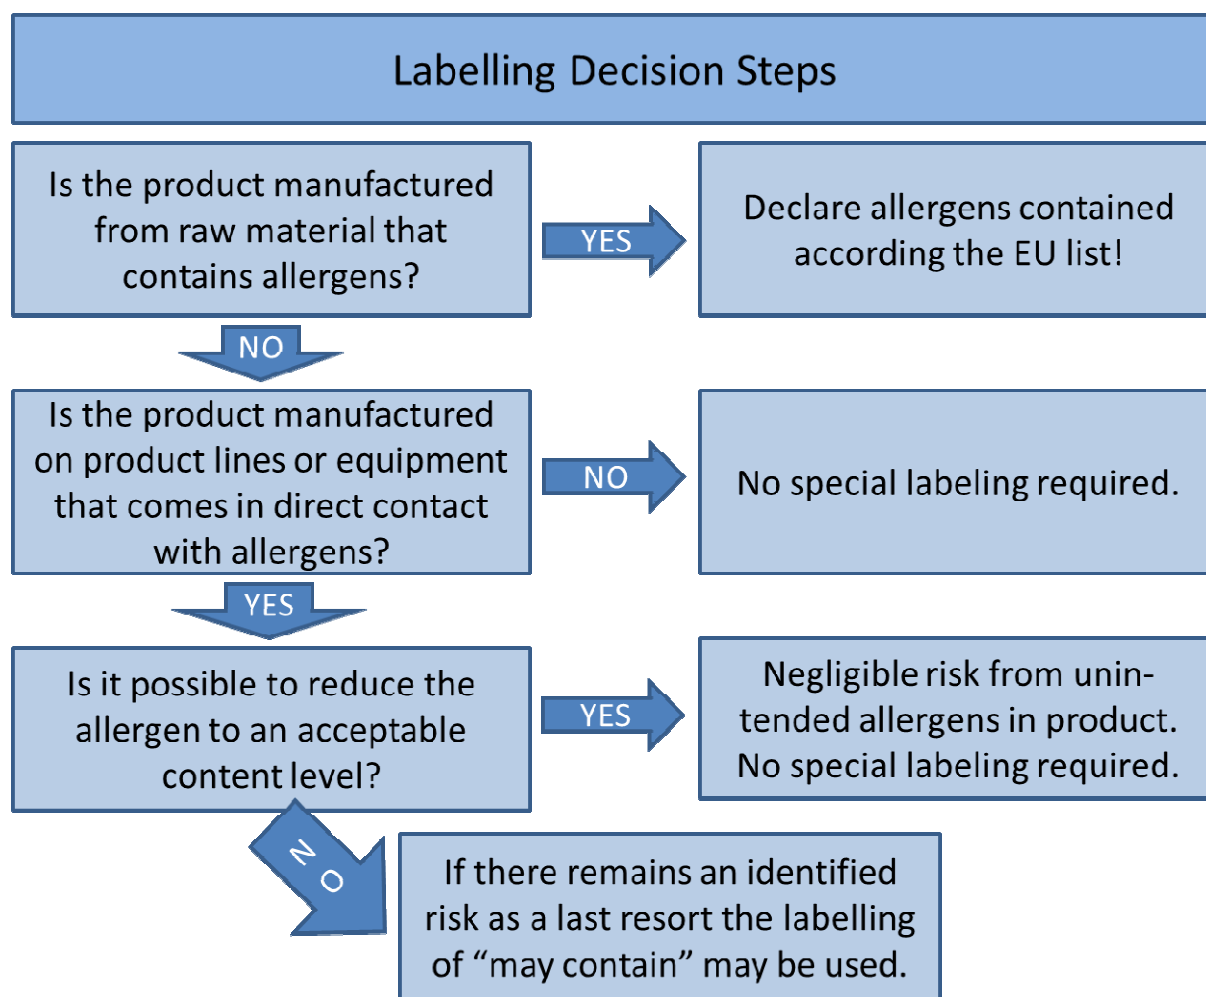 Labelling Decision Steps
Is the product manufactured
from raw material that
contains allergens?
YES
Declare allergens contained
according the EU list!
NO
Is the product manufactured
on product lines or equipment
that comes in direct contact
with allergens?
NO
No special labeling required.
YES
Is it possible to reduce the
allergen to an acceptable
content level?
YES
Negligible risk from unin-
tended allergens in product.
No special labeling required.
NO
If there remains an identified
risk as a last resort the labelling
of “may contain” may be used.